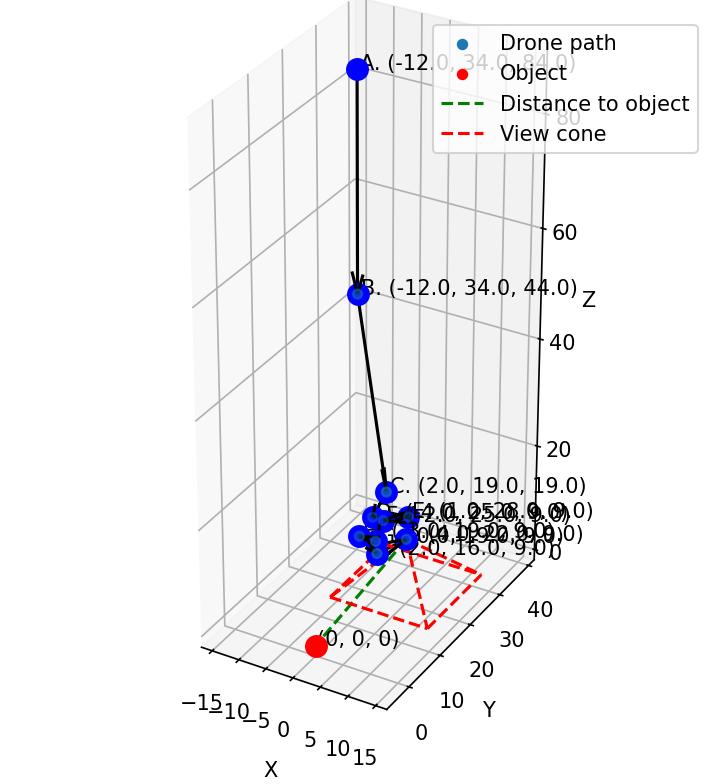 A. (-12.0, 34.0, 84.0)
Drone path
Object
Distance to object
View cone
80
60
B. (-12.0, 34.0, 44.0)
Z
40
20
C. (2.0, 19.0, 19.0)
(2.0, 16.0, 9.0)
0
(0, 0, 0)
−15
−10
−5
0
5
10
15
X
0
10
20
30
40
Y